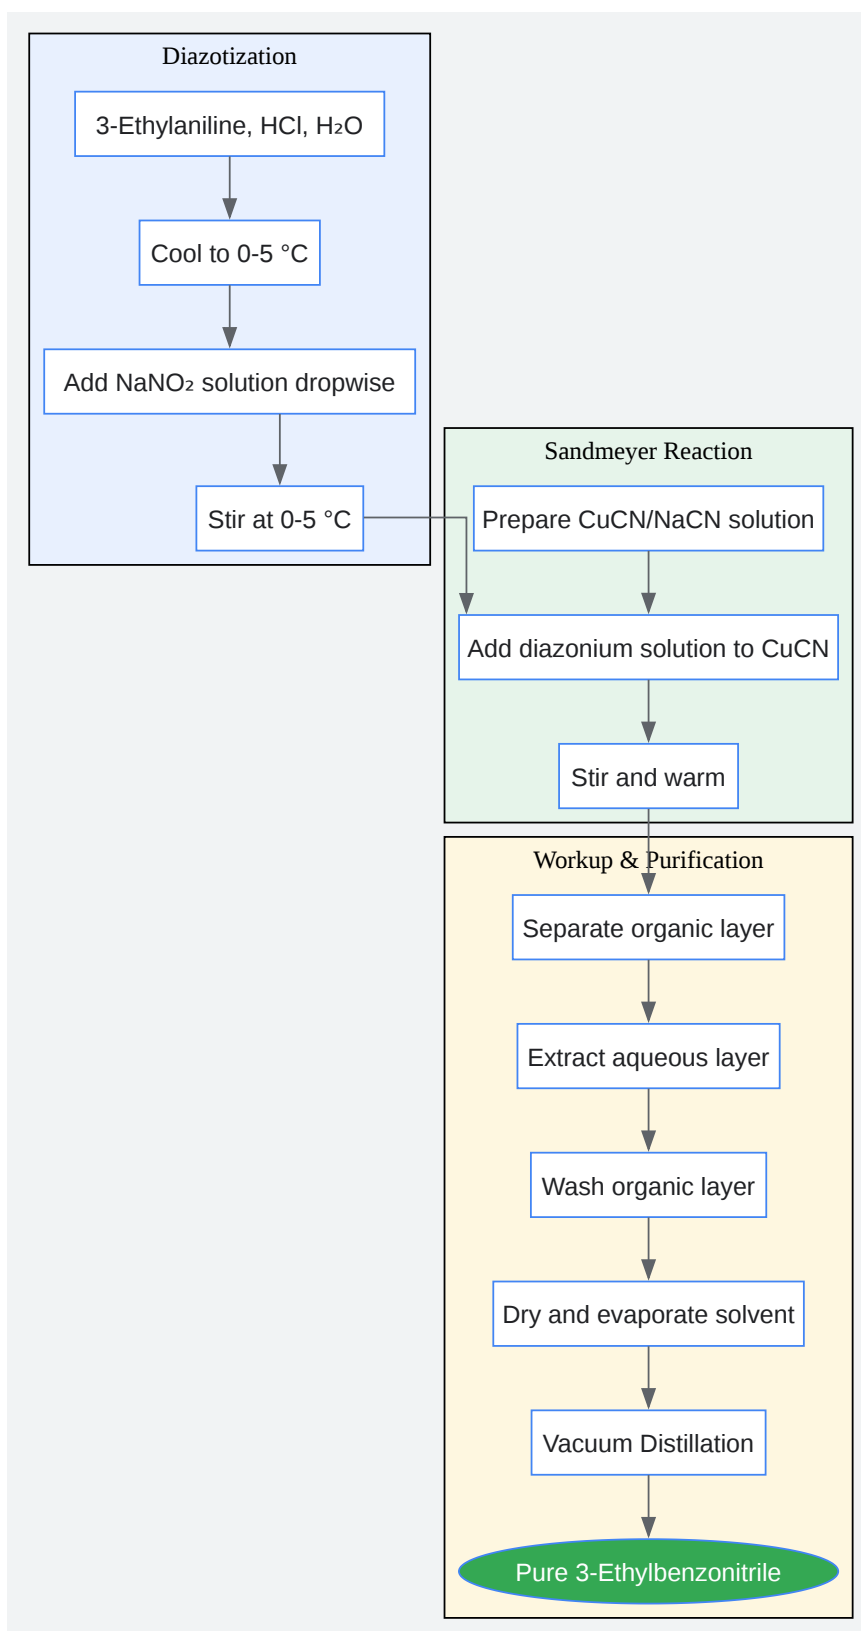 Diazotization
3-Ethylaniline, HCl, H₂O
Cool to 0-5 °C
Add NaNO₂ solution dropwise
Stir at 0-5 °C
Sandmeyer Reaction
Prepare CuCN/NaCN solution
Add diazonium solution to CuCN
Stir and warm
Workup & Purification
Separate organic layer
Extract aqueous layer
Wash organic layer
Dry and evaporate solvent
Vacuum Distillation
Pure 3-Ethylbenzonitrile